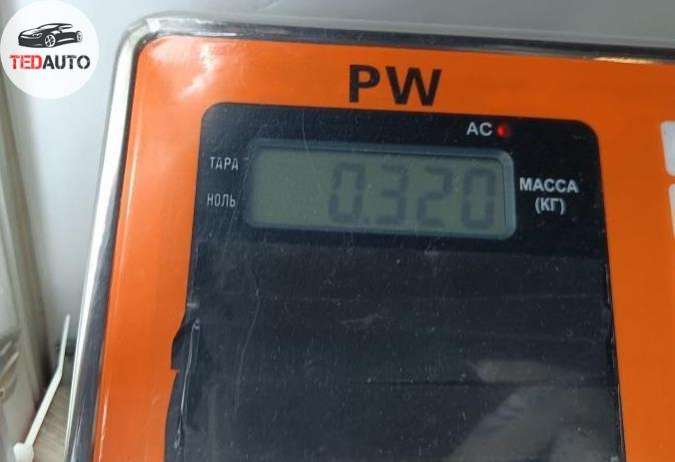 TEDAUTO
PW
AC
ТАРА
НОЛЬ
0.320
МАССА
(КГ)